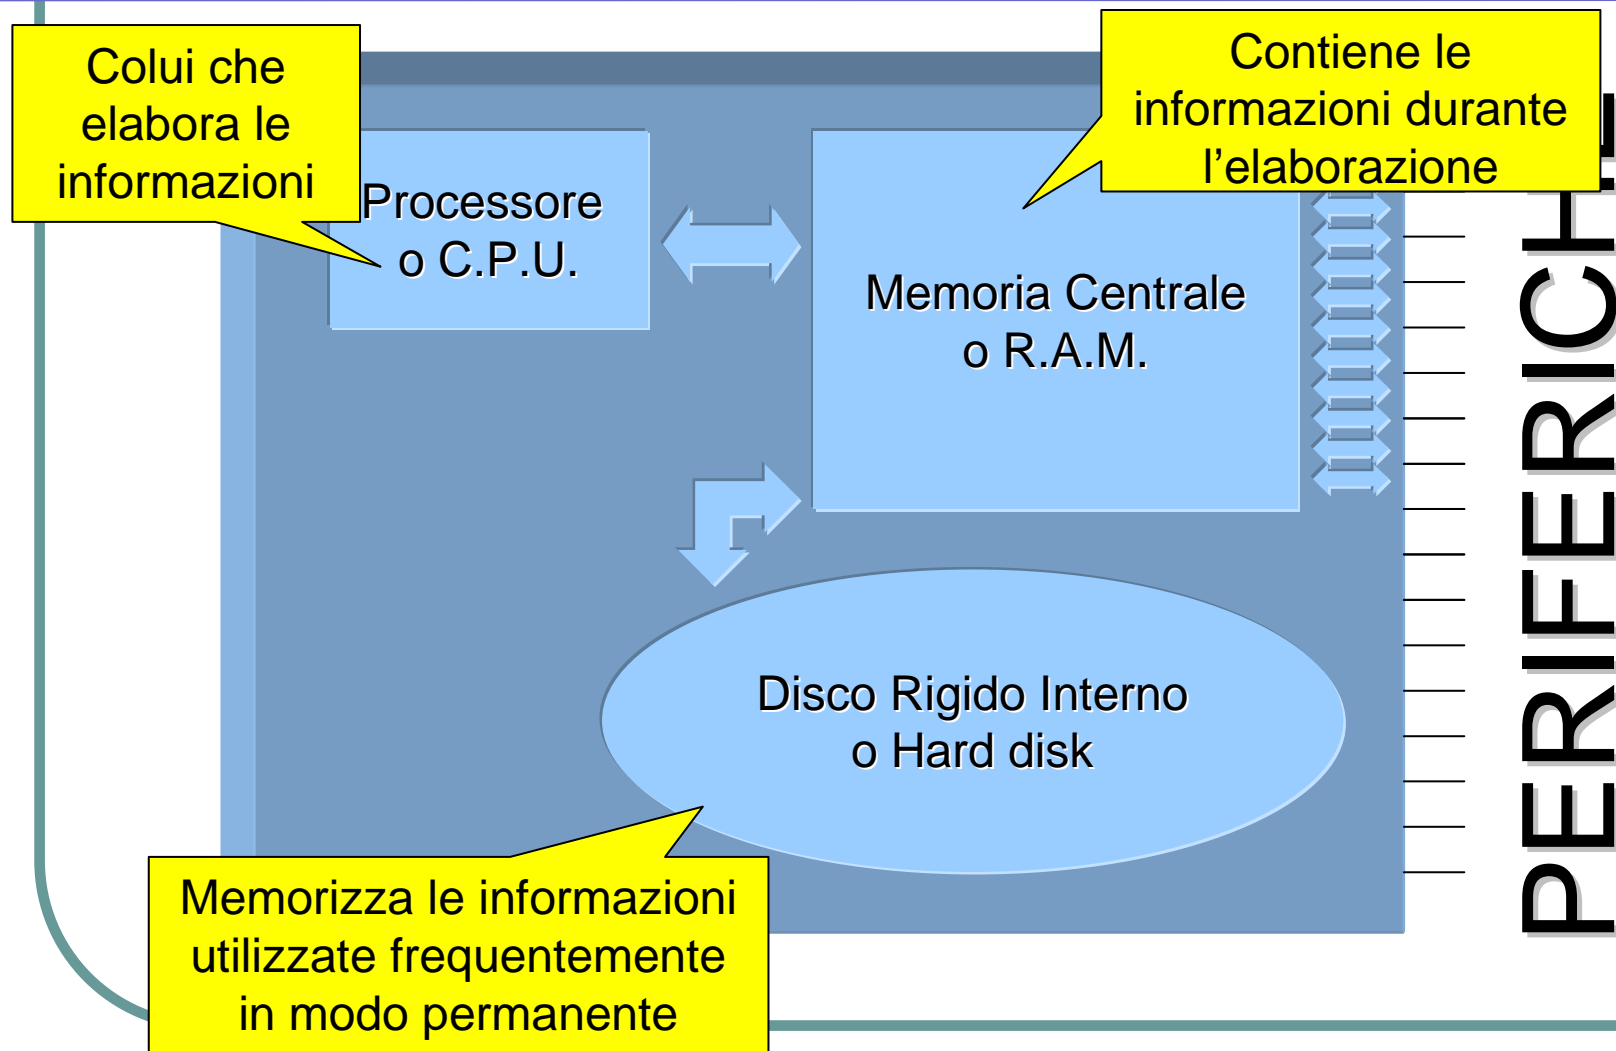 Colui che
elabora le
informazioni
Contiene le
informazioni durante
l’elaborazione
Processore
o C.P.U.
Memoria Centrale
o R.A.M.
Disco Rigido Interno
o Hard disk
Memorizza le informazioni
utilizzate frequentemente
in modo permanente
PERIFERICHE